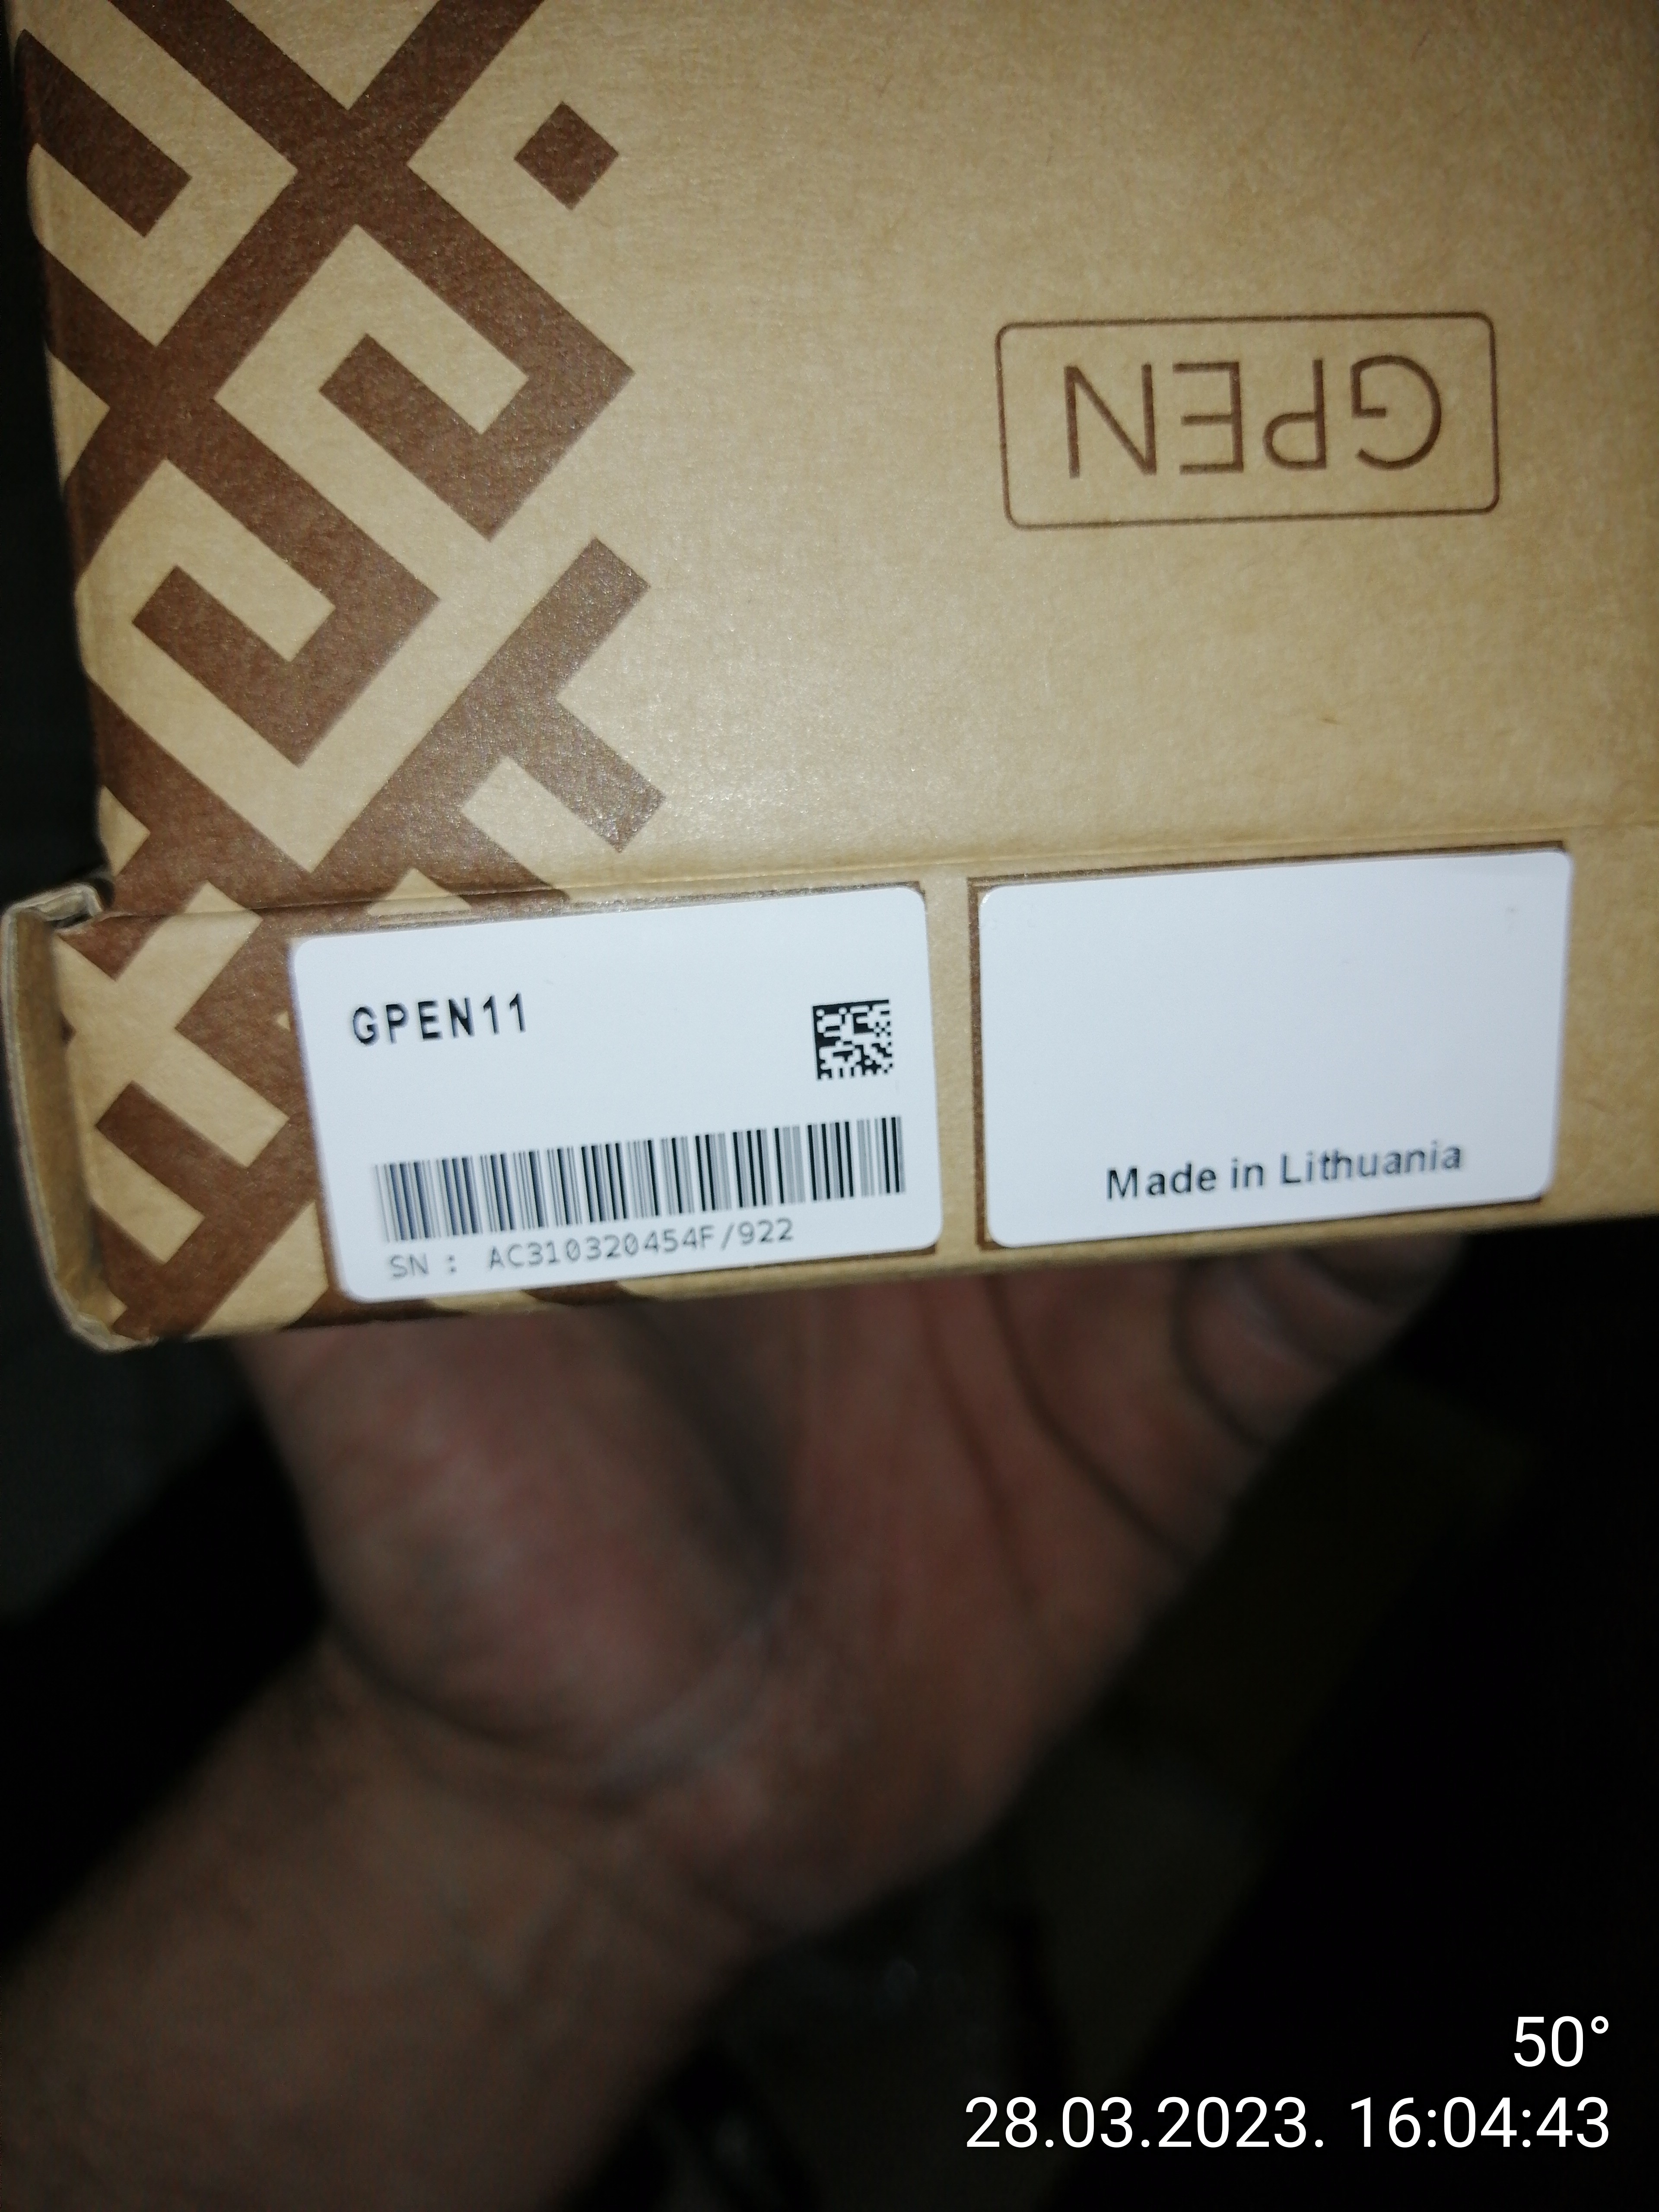 GPEN
GPEN11
SN : AC310320454F/922
Made in Lithuania
50°
28.03.2023. 16:04:43